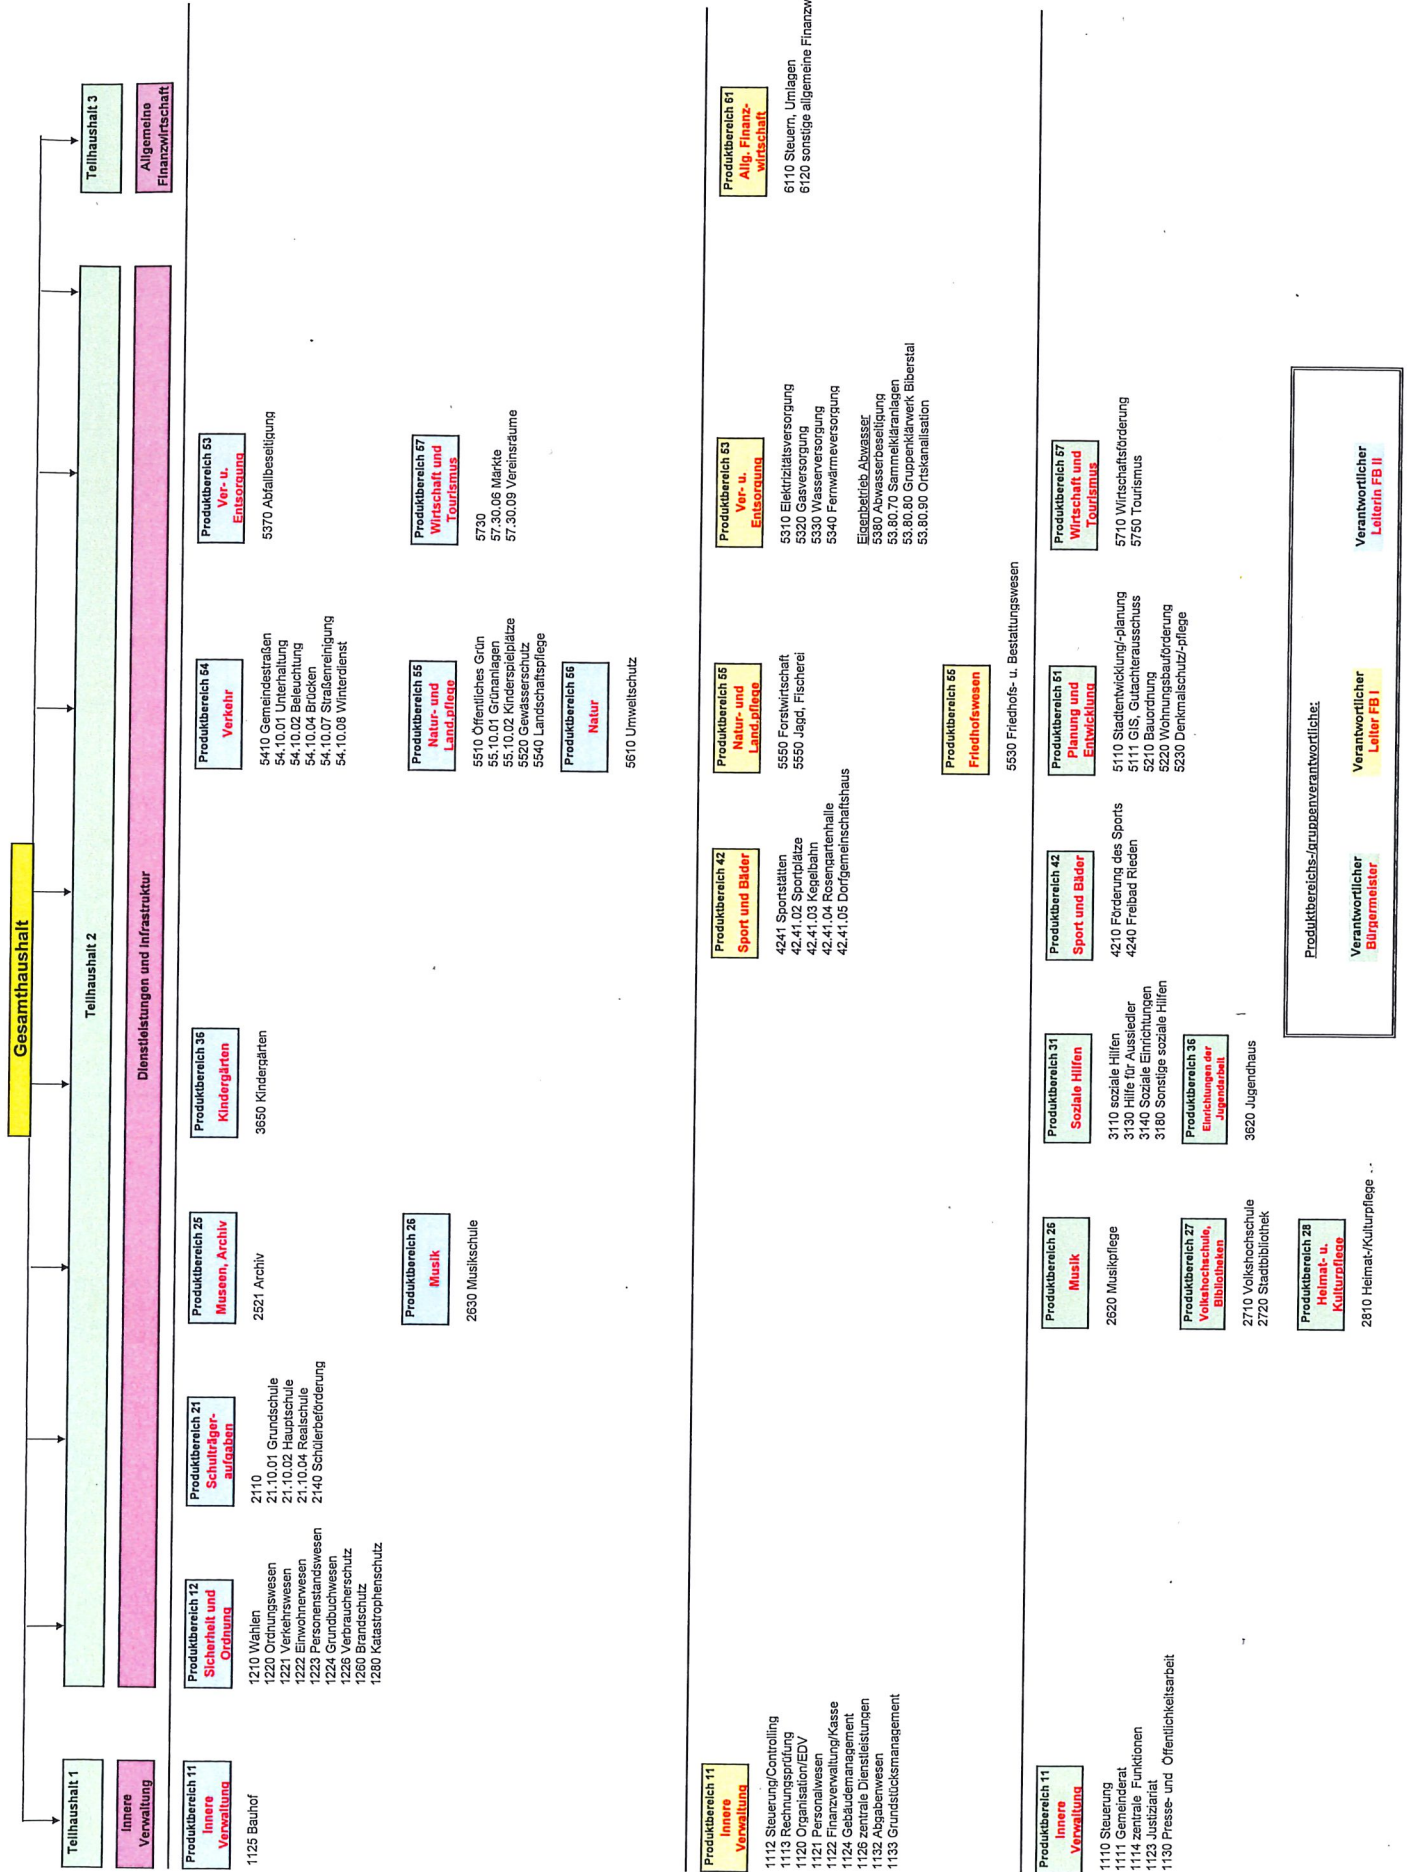 Gesamthaushalt
Teilhaushalt 1
Teilhaushalt 2
Teilhaushalt 3
Innere
Verwaltung
Dienstleistungen und Infrastruktur
Allgemeine
Finanzwirtschaft
Produktbereich 11
Innere
Verwaltung
1125 Bauhof
Produktbereich 12
Sicherheit und
Ordnung
1210 Wahlen
1220 Ordnungswesen
1221 Verkehrswesen
1222 Einwohnerwesen
1223 Personenstandswesen
1224 Grundbuchwesen
1226 Verbraucherschutz
1260 Brandschutz
1280 Katastrophenschutz
Produktbereich 21
Schulträger-
aufgaben
2110
21.10.01 Grundschule
21.10.02 Hauptschule
21.10.04 Realschule
2140 Schülerbeförderung
Produktbereich 25
Museen, Archiv
2521 Archiv
Produktbereich 26
Musik
2630 Musikschule
Produktbereich 36
Kindergärten
3650 Kindergärten
Produktbereich 54
Verkehr
5410 Gemeindestraßen
54.10.01 Unterhaltung
54.10.02 Beleuchtung
54.10.04 Brücken
54.10.07 Straßenreinigung
54.10.08 Winterdienst
Produktbereich 55
Natur- und
Land.pflege
5510 Öffentliches Grün
55.10.01 Grünanlagen
55.10.02 Kinderspielplätze
5520 Gewässerschutz
5540 Landschaftspflege
Produktbereich 56
Natur
5610 Umweltschutz
Produktbereich 53
Ver- u.
Entsorgung
5370 Abfallbeseitigung
Produktbereich 57
Wirtschaft und
Tourismus
5730
57.30.06 Märkte
57.30.09 Vereinsräume
Produktbereich 11
Innere
Verwaltung
1112 Steuerung/Controlling
1113 Rechnungsprüfung
1120 Organisation/EDV
1121 Personalwesen
1122 Finanzverwaltung/Kasse
1124 Gebäudemanagement
1126 zentrale Dienstleistungen
1132 Abgabenwesen
1133 Grundstücksmanagement
Produktbereich 42
Sport und Bäder
4241 Sportstätten
42.41.02 Sportplätze
42.41.03 Kegelbahn
42.41.04 Rosengartenhalle
42.41.05 Dorfgemeinschaftshaus
Produktbereich 55
Natur- und
Land.pflege
5550 Forstwirtschaft
5550 Jagd, Fischerei
Produktbereich 55
Friedhofswesen
5530 Friedhofs- u. Bestattungswesen
Produktbereich 53
Ver- u.
Entsorgung
5310 Elektrizitätsversorgung
5320 Gasversorgung
5330 Wasserversorgung
5340 Fernwärmeversorgung
Eigenbetrieb Abwasser
5380 Abwasserbeseitigung
53.80.70 Sammelkläranlagen
53.80.80 Gruppenklärwerk Biberstal
53.80.90 Ortskanalisation
Produktbereich 61
Allg. Finanz-
wirtschaft
6110 Steuern, Umlagen
6120 sonstige allgemeine Finanzw
Produktbereich 11
Innere
Verwaltung
1110 Steuerung
1111 Gemeinderat
1114 zentrale Funktionen
1123 Justiziariat
1130 Presse- und Öffentlichkeitsarbeit
Produktbereich 26
Musik
2620 Musikpflege
Produktbereich 27
Volkshochschule,
Bibliotheken
2710 Volkshochschule
2720 Stadtbibliothek
Produktbereich 28
Heimat- u.
Kulturpflege
2810 Heimat-/Kulturpflege
Produktbereich 31
Soziale Hilfen
3110 soziale Hilfen
3130 Hilfe für Aussiedler
3140 Soziale Einrichtungen
3180 Sonstige soziale Hilfen
Produktbereich 36
Einrichtungen der
Jugendarbeit
3620 Jugendhaus
Produktbereich 42
Sport und Bäder
4210 Förderung des Sports
4240 Freibad Rieden
Produktbereich 51
Planung und
Entwicklung
5110 Stadtentwicklung/-planung
5111 GIS, Gutachterausschuss
5210 Bauordnung
5220 Wohnungsbauförderung
5230 Denkmalschutz/-pflege
Produktbereich 57
Wirtschaft und
Tourismus
5710 Wirtschaftsförderung
5750 Tourismus
Produktbereichs-/gruppenverantwortliche:
Verantwortlicher
Bürgermeister
Verantwortlicher
Leiter FB I
Verantwortlicher
Leiterin FB II